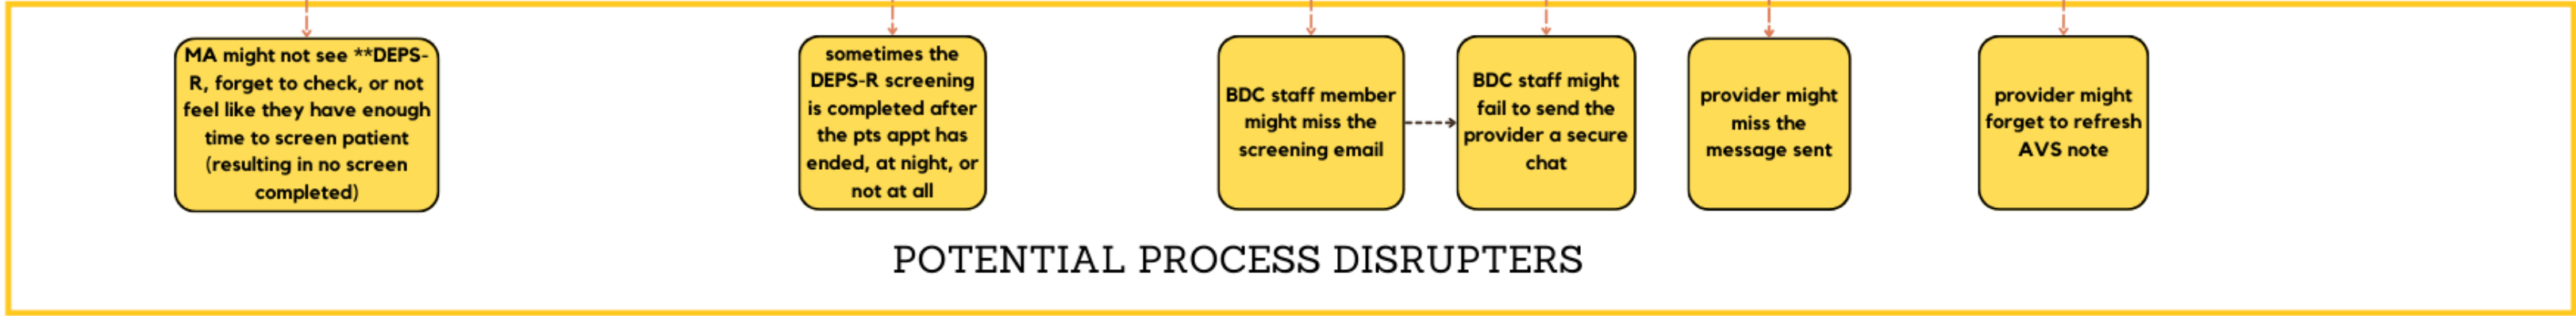 MA might not see **DEPS-
R, forget to check, or not
feel like they have enough
time to screen patient
(resulting in no screen
completed)
sometimes the
DEPS-R screening
is completed after
the pts appt has
ended, at night, or
not at all
BDC staff member
might miss the
screening email
BDC staff might
fail to send the
provider a secure
chat
provider might
miss the
message sent
provider might
forget to refresh
AVS note
POTENTIAL PROCESS DISRUPTERS